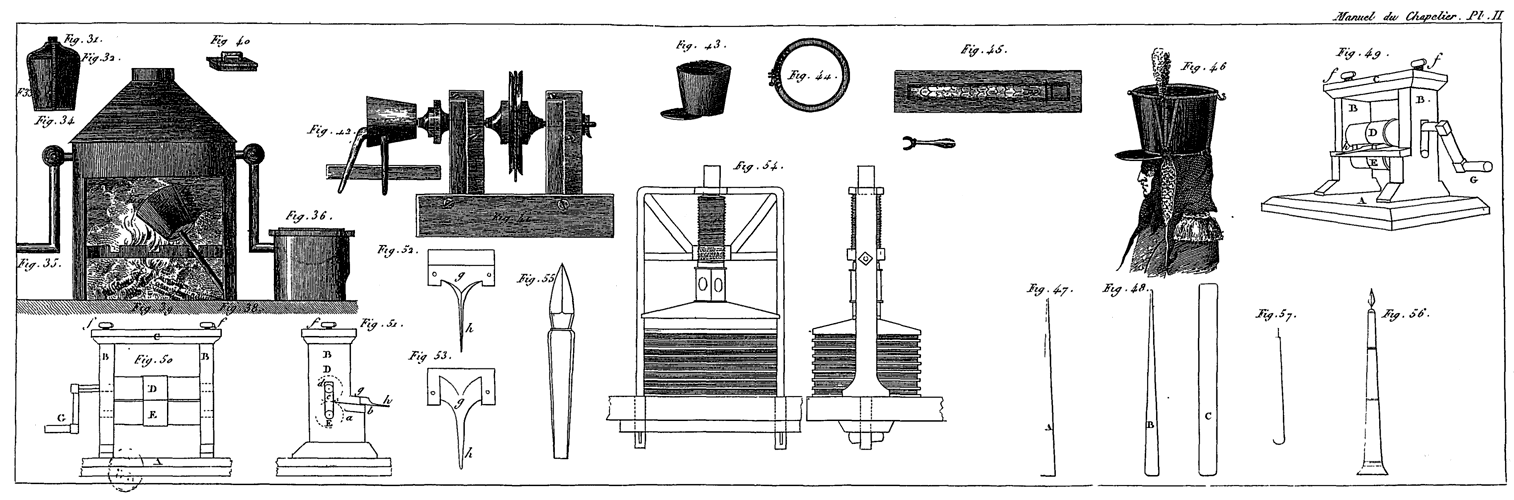 Manuel du Chapelier. Pl. II
Fig. 31.
Fig. 32.
F33
Fig. 34
Fig. 35.
Fig. 36.
Fig. 39
Fig. 38.
Fig 40
Fig. 41
Fig. 42.
Fig. 43.
Fig. 44.
Fig. 45.
Fig. 46
Fig. 47.
Fig. 48.
A
B
C
Fig. 49.
f
f
C
B
B.
D
E
G
A
Fig. 50
f
f
C
B
B
D
E
G
A
Fig. 51
f
B
D
d
c
E
g
h
b
a
Fig. 52.
g
h
Fig 53.
g
h
Fig. 54.
Fig. 55
Fig. 56.
Fig. 57.